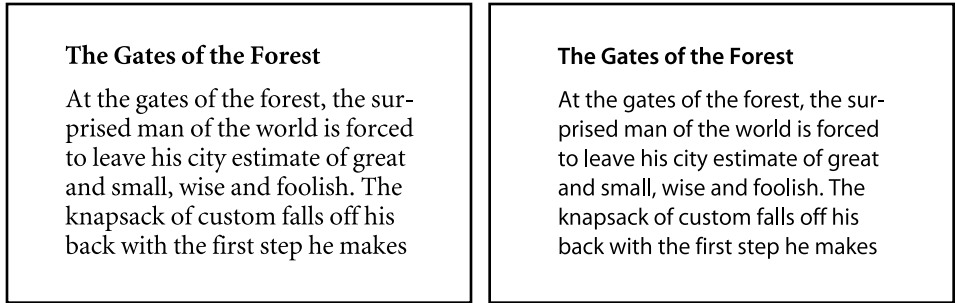 The Gates of the Forest
At the gates of the forest, the sur-
prised man of the world is forced
to leave his city estimate of great
and small, wise and foolish. The
knapsack of custom falls off his
back with the first step he makes
The Gates of the Forest
At the gates of the forest, the sur-
prised man of the world is forced
to leave his city estimate of great
and small, wise and foolish. The
knapsack of custom falls off his
back with the first step he makes